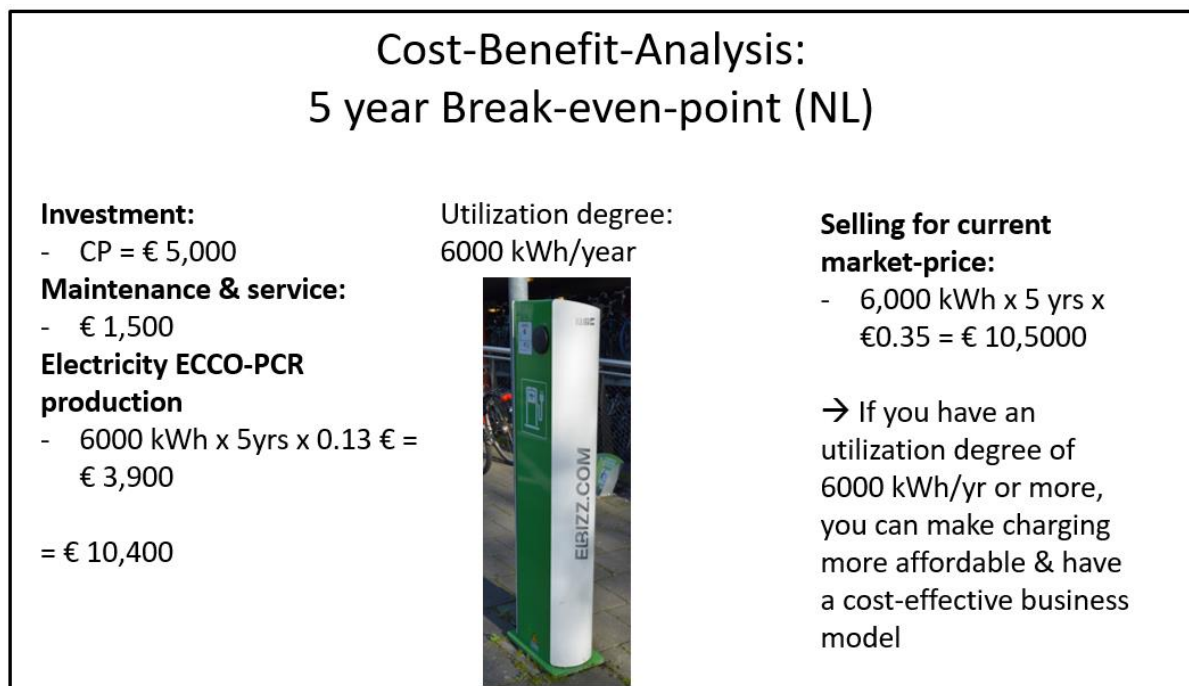 Cost-Benefit-Analysis:
5 year Break-even-point (NL)
Investment:
- CP = € 5,000
Maintenance & service:
- € 1,500
Electricity ECCO-PCR
production
- 6000 kWh x 5yrs x 0.13 € =
€ 3,900
= € 10,400
Utilization degree:
6000 kWh/year
ELBIZZ.COM
Selling for current
market-price:
- 6,000 kWh x 5 yrs x
€0.35 = € 10,5000
→ If you have an
utilization degree of
6000 kWh/yr or more,
you can make charging
more affordable & have
a cost-effective business
model